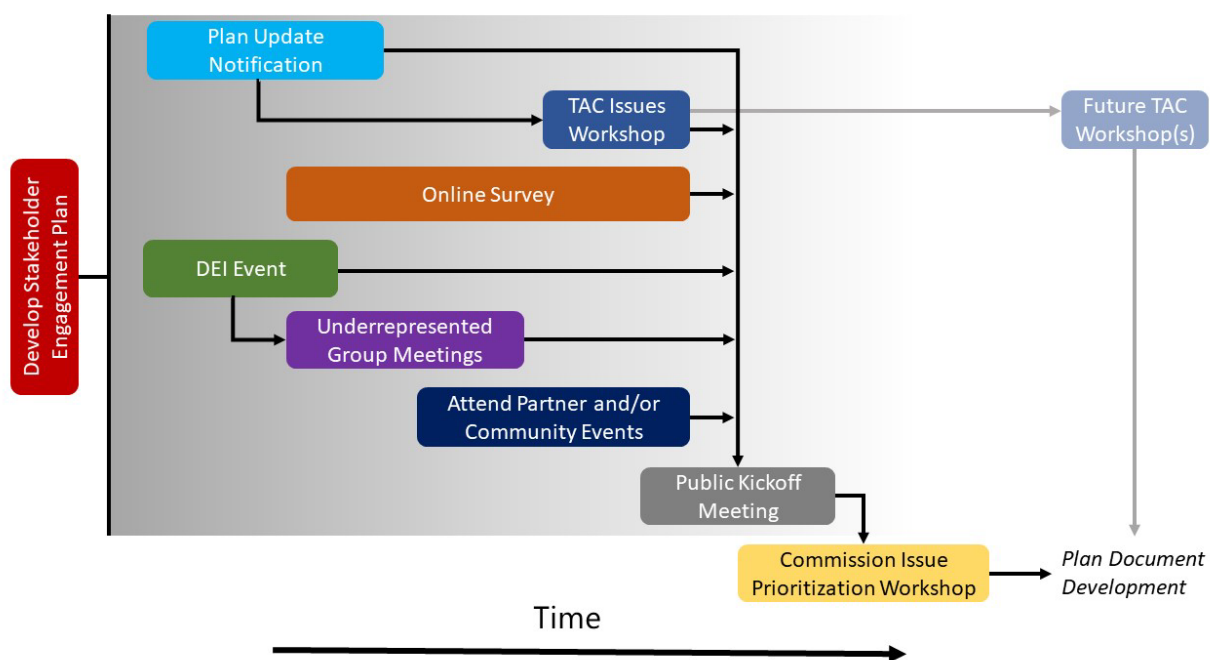 Develop Stakeholder
Engagement Plan
Plan Update
Notification
TAC Issues
Workshop
Future TAC
Workshop(s)
Online Survey
DEI Event
Underrepresented
Group Meetings
Attend Partner and/or
Community Events
Public Kickoff
Meeting
Commission Issue
Prioritization Workshop
Plan Document
Development
Time